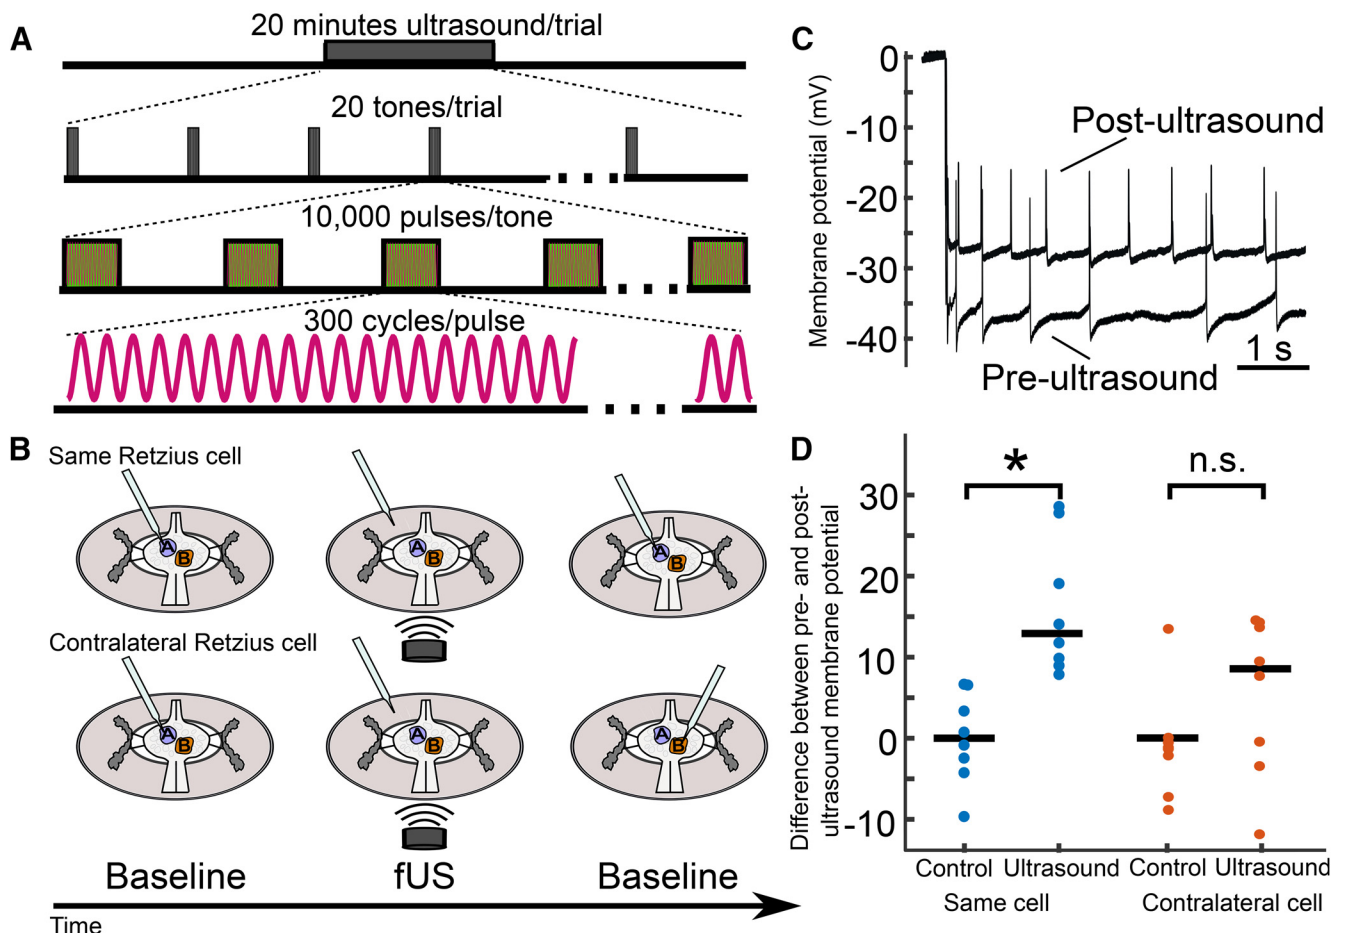 A
20 minutes ultrasound/trial
20 tones/trial
10,000 pulses/tone
300 cycles/pulse
B
Same Retzius cell
A
B
A
B
A
B
Contralateral Retzius cell
A
B
A
B
A
B
Baseline
fUS
Baseline
Time
C
Membrane potential (mV)
0
-10
-20
-30
-40
Post-ultrasound
Pre-ultrasound
1 s
D
Difference between pre- and post-
ultrasound membrane potential
30
20
10
0
-10
*
n.s.
Control
Ultrasound
Control
Ultrasound
Same cell
Contralateral cell